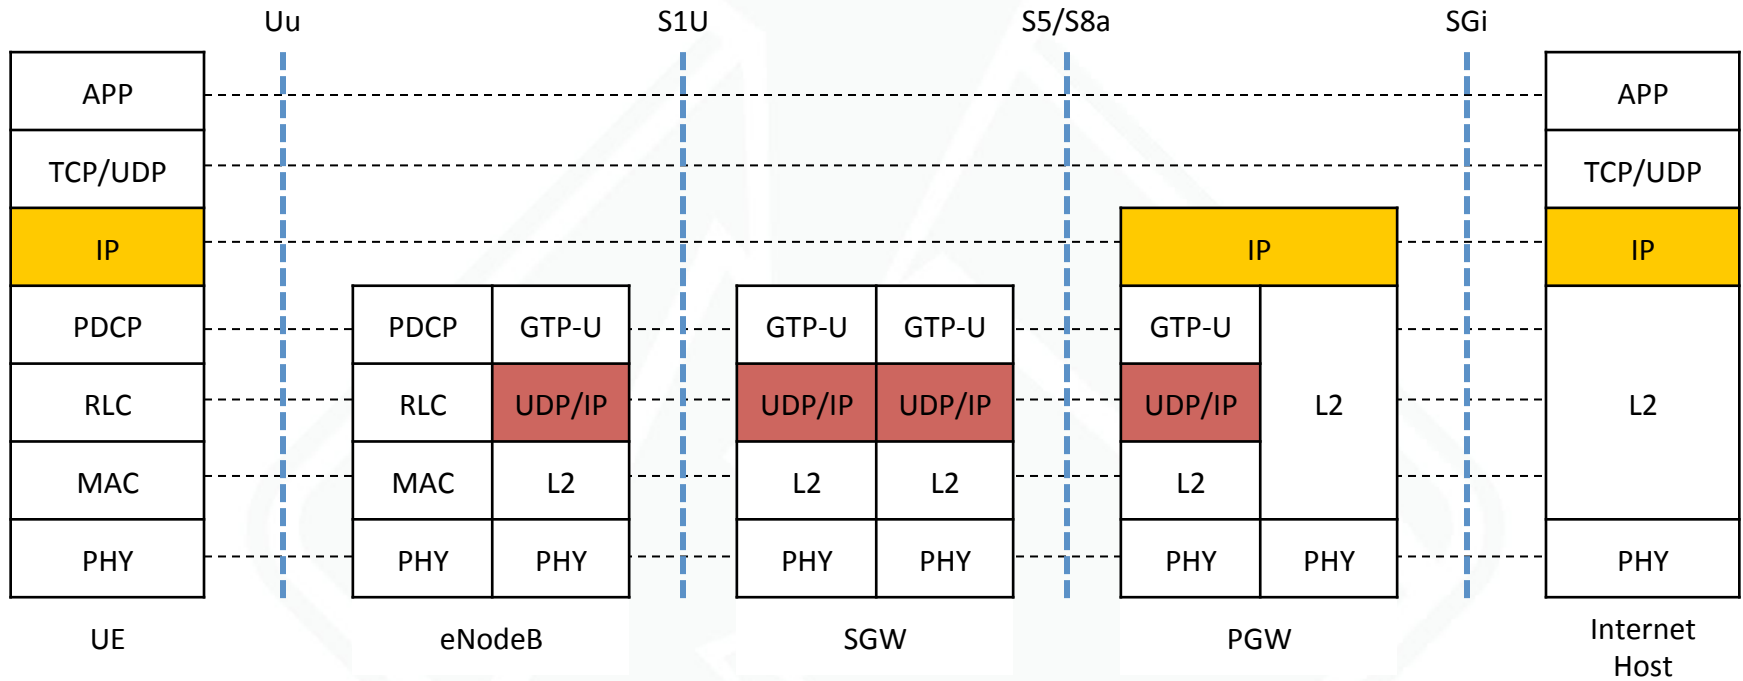 Uu S1U S5/S8a SGi
APP APP
TCP/UDP TCP/UDP
IP IP IP
PDCP PDCP GTP-U GTP-U GTP-U GTP-U
RLC RLC UDP/IP UDP/IP UDP/IP UDP/IP L2 L2
MAC MAC L2 L2 L2 L2
PHY PHY PHY PHY PHY PHY PHY PHY
UE eNodeB SGW PGW Internet
Host